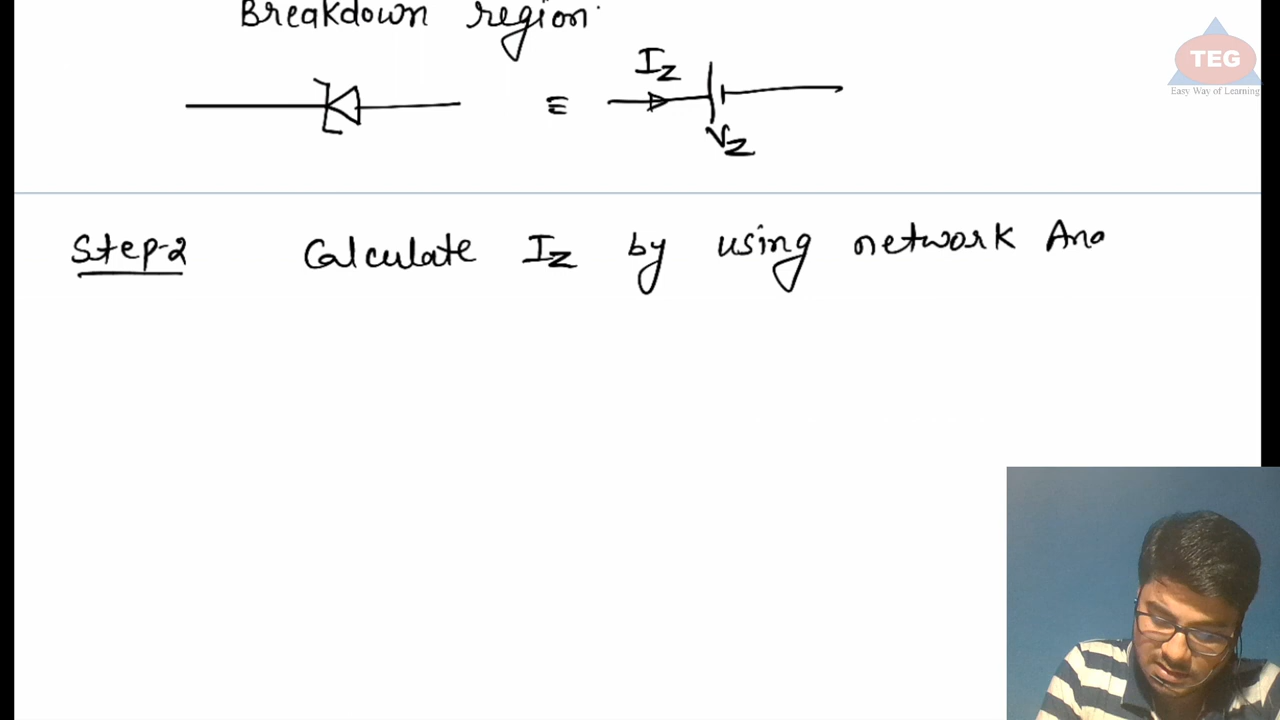 Breakdown region
TEG
Easy Way of Learning
≡ IZ
VZ
Step-2 Calculate IZ by using network Ana